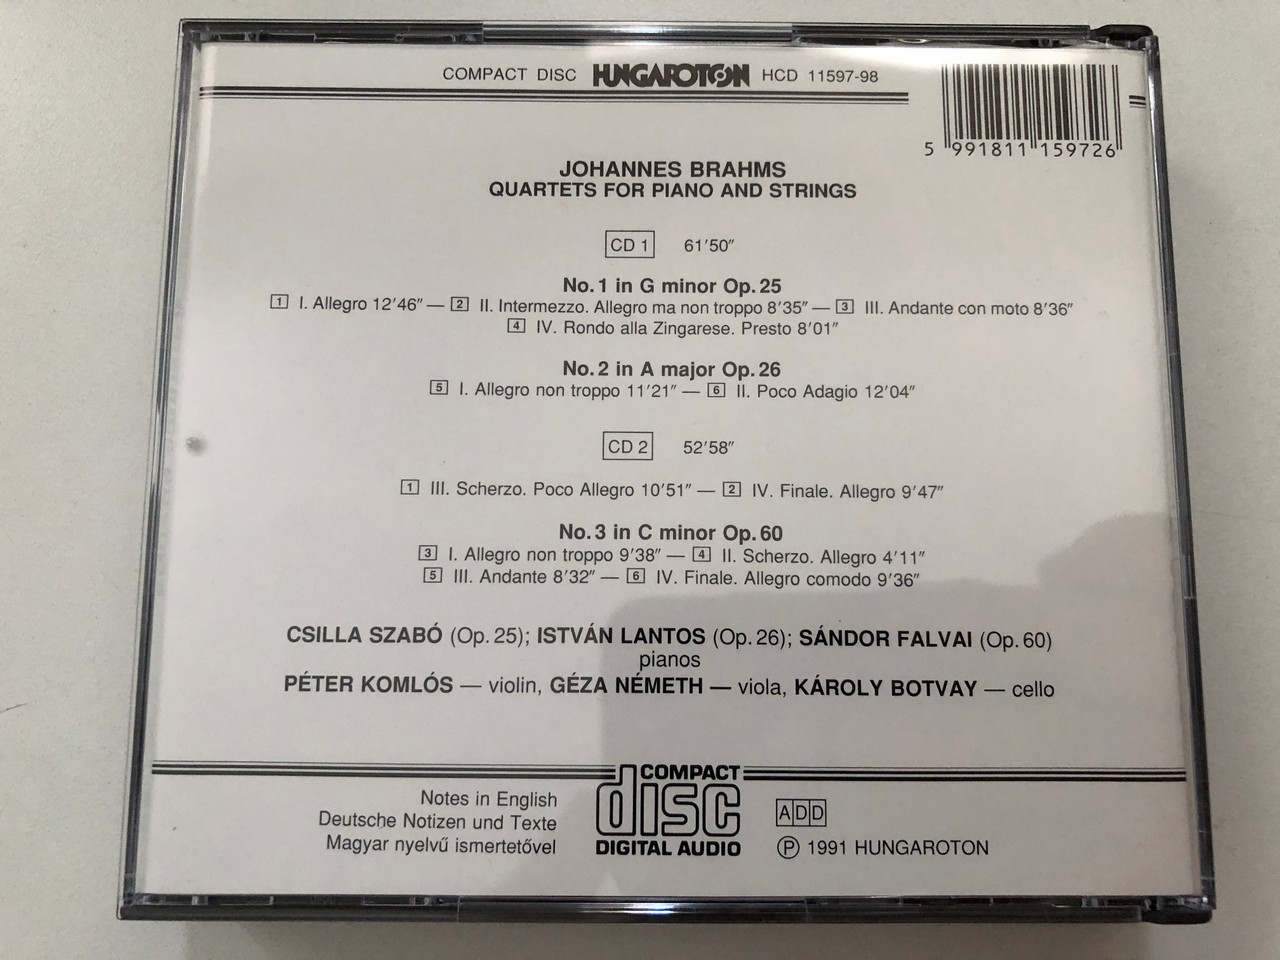 COMPACT DISC HUNGAROTON HCD 11597-98
5 991811 159726
JOHANNES BRAHMS
QUARTETS FOR PIANO AND STRINGS
CD 1 61’50”
No. 1 in G minor Op. 25
1 I. Allegro 12’46” — 2 II. Intermezzo. Allegro ma non troppo 8’35” — 3 III. Andante con moto 8’36”
4 IV. Rondo alla Zingarese. Presto 8’01”
No. 2 in A major Op. 26
5 I. Allegro non troppo 11’21” — 6 II. Poco Adagio 12’04”
CD 2 52’58”
1 III. Scherzo. Poco Allegro 10’51” — 2 IV. Finale. Allegro 9’47”
No. 3 in C minor Op. 60
3 I. Allegro non troppo 9’38” — 4 II. Scherzo. Allegro 4’11”
5 III. Andante 8’32” — 6 IV. Finale. Allegro comodo 9’36”
CSILLA SZABÓ (Op. 25); ISTVÁN LANTOS (Op. 26); SÁNDOR FALVAI (Op. 60)
pianos
PÉTER KOMLÓS — violin, GÉZA NÉMETH — viola, KÁROLY BOTVAY — cello
Notes in English
Deutsche Notizen und Texte
Magyar nyelvű ismertetővel
COMPACT
disc
DIGITAL AUDIO
ADD
℗ 1991 HUNGAROTON